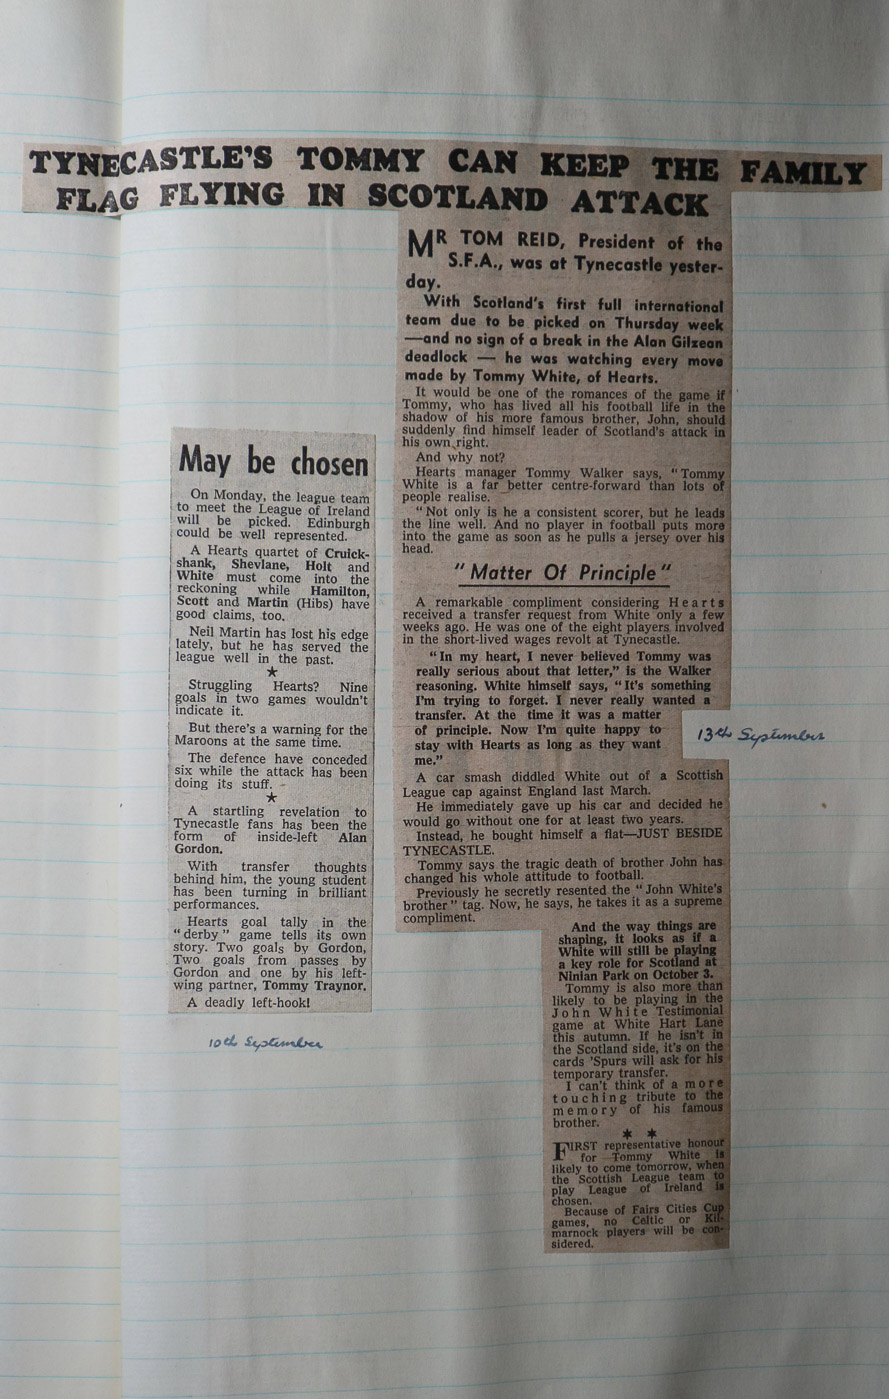 TYNECASTLE'S TOMMY CAN KEEP THE FAMILY
FLAG FLYING IN SCOTLAND ATTACK
May be chosen
On Monday, the league team
to meet the League of Ireland
will be picked. Edinburgh
could be well represented.
A Hearts quartet of Cruick-
shank, Shevlane, Holt and
White must come into the
reckoning while Hamilton,
Scott and Martin (Hibs) have
good claims, too.
Neil Martin has lost his edge
lately, but he has served the
league well in the past.
★
Struggling Hearts? Nine
goals in two games wouldn't
indicate it.
But there's a warning for the
Maroons at the same time.
The defence have conceded
six while the attack has been
doing its stuff.
★
A startling revelation to
Tynecastle fans has been the
form of inside-left Alan
Gordon.
With transfer thoughts
behind him, the young student
has been turning in brilliant
performances.
Hearts goal tally in the
"derby" game tells its own
story. Two goals by Gordon,
Two goals from passes by
Gordon and one by his left-
wing partner, Tommy Traynor.
A deadly left-hook!
10th September
MR TOM REID, President of the
S.F.A., was at Tynecastle yester-
day.
With Scotland's first full international
team due to be picked on Thursday week
—and no sign of a break in the Alan Gilzean
deadlock — he was watching every move
made by Tommy White, of Hearts.
It would be one of the romances of the game if
Tommy, who has lived all his football life in the
shadow of his more famous brother, John, should
suddenly find himself leader of Scotland's attack in
his own right.
And why not?
Hearts manager Tommy Walker says, "Tommy
White is a far better centre-forward than lots of
people realise.
"Not only is he a consistent scorer, but he leads
the line well. And no player in football puts more
into the game as soon as he pulls a jersey over his
head.
"Matter Of Principle"
A remarkable compliment considering Hearts
received a transfer request from White only a few
weeks ago. He was one of the eight players involved
in the short-lived wages revolt at Tynecastle.
"In my heart, I never believed Tommy was
really serious about that letter," is the Walker
reasoning. White himself says, "It's something
I'm trying to forget. I never really wanted a
transfer. At the time it was a matter
of principle. Now I'm quite happy to
stay with Hearts as long as they want
me."
13th September
A car smash diddled White out of a Scottish
League cap against England last March.
He immediately gave up his car and decided he
would go without one for at least two years.
Instead, he bought himself a flat—JUST BESIDE
TYNECASTLE.
Tommy says the tragic death of brother John has
changed his whole attitude to football.
Previously he secretly resented the "John White's
brother" tag. Now, he says, he takes it as a supreme
compliment.
And the way things are
shaping, it looks as if a
White will still be playing
a key role for Scotland at
Ninian Park on October 3.
Tommy is also more than
likely to be playing in the
John White Testimonial
game at White Hart Lane
this autumn. If he isn't in
the Scotland side, it's on the
cards 'Spurs will ask for his
temporary transfer.
I can't think of a more
touching tribute to the
memory of his famous
brother.
★ ★
FIRST representative honour
for Tommy White is
likely to come tomorrow, when
the Scottish League team to
play League of Ireland is
chosen.
Because of Fairs Cities Cup
games, no Celtic or Kil-
marnock players will be con-
sidered.